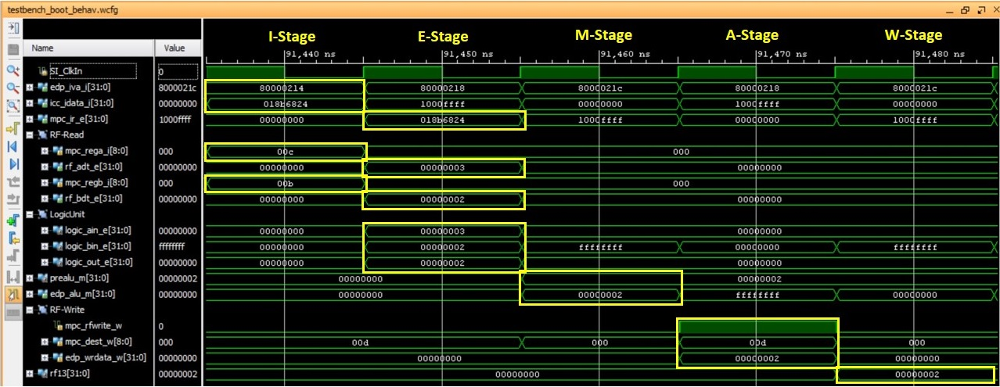 testbench_boot_behav.wcfg
I-Stage E-Stage M-Stage A-Stage W-Stage
Name Value 91,440 ns 91,450 ns 91,460 ns 91,470 ns 91,480 ns
SI_ClkIn 0
edp_iva_i[31:0] 8000021c 80000214 80000218 8000021c 80000218 8000021c
icc_idata_i[31:0] 00000000 018b6824 1000ffff 00000000 1000ffff 00000000
mpc_ir_e[31:0] 1000ffff 00000000 018b6824 1000ffff 00000000 1000ffff
RF-Read
mpc_rega_i[8:0] 000 00c 000
rf_adt_e[31:0] 00000000 00000000 00000003 00000000
mpc_regb_i[8:0] 000 00b 000
rf_bdt_e[31:0] 00000000 00000000 00000002 00000000
LogicUnit
logic_ain_e[31:0] 00000000 00000000 00000003 00000000
logic_bin_e[31:0] ffffffff 00000000 00000002 ffffffff 00000000 ffffffff
logic_out_e[31:0] 00000000 00000000 00000002 00000000
prealu_m[31:0] 00000002 00000000 00000002
edp_alu_m[31:0] 00000000 00000000 00000002 ffffffff 00000000
RF-Write
mpc_rfwrite_w 0
mpc_dest_w[8:0] 000 00d 000 00d 000
edp_wrdata_w[31:0] 00000000 00000000 00000002 00000000
rf13[31:0] 00000002 00000000 00000002